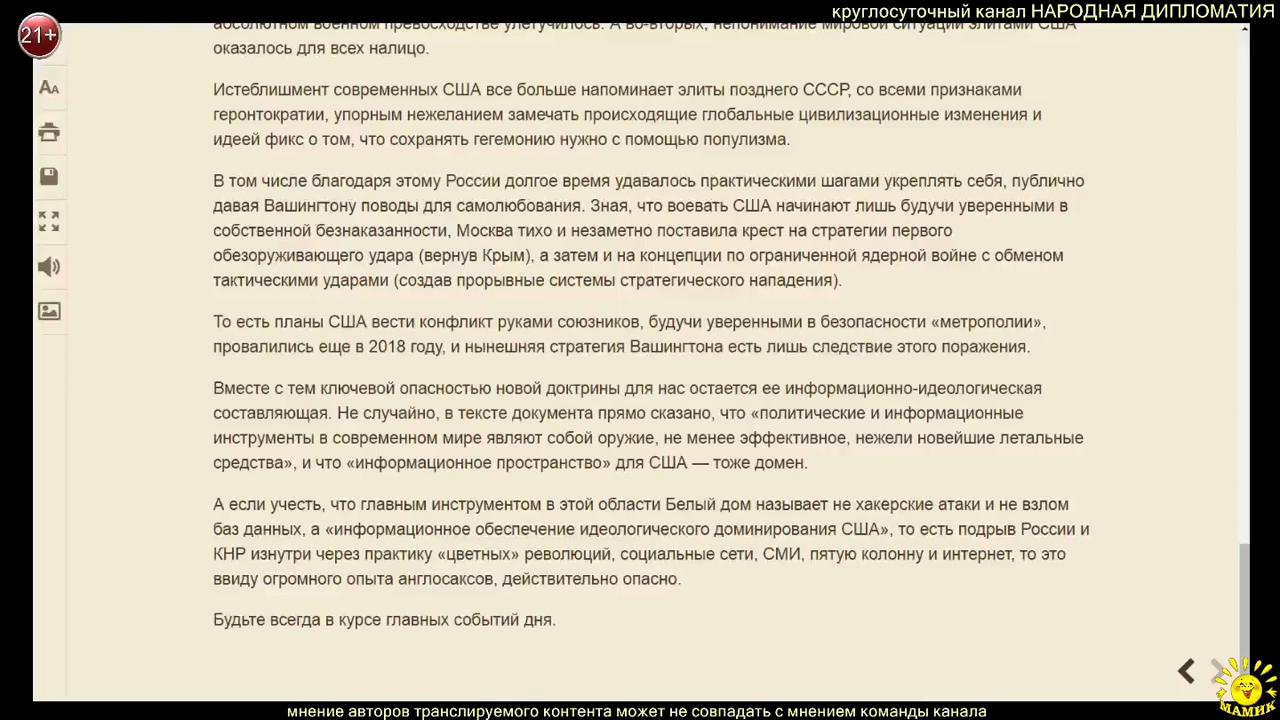 круглосуточный канал НАРОДНАЯ ДИПЛОМАТИЯ
21+
абсолютном военном превосходстве улетучилось. А во-вторых, непонимание мировой ситуации элитами США
оказалось для всех налицо.
Истеблишмент современных США все больше напоминает элиты позднего СССР, со всеми признаками
геронтократии, упорным нежеланием замечать происходящие глобальные цивилизационные изменения и
идеей фикс о том, что сохранять гегемонию нужно с помощью популизма.
В том числе благодаря этому России долгое время удавалось практическими шагами укреплять себя, публично
давая Вашингтону поводы для самолюбования. Зная, что воевать США начинают лишь будучи уверенными в
собственной безнаказанности, Москва тихо и незаметно поставила крест на стратегии первого
обезоруживающего удара (вернув Крым), а затем и на концепции по ограниченной ядерной войне с обменом
тактическими ударами (создав прорывные системы стратегического нападения).
То есть планы США вести конфликт руками союзников, будучи уверенными в безопасности «метрополии»,
провалились еще в 2018 году, и нынешняя стратегия Вашингтона есть лишь следствие этого поражения.
Вместе с тем ключевой опасностью новой доктрины для нас остается ее информационно-идеологическая
составляющая. Не случайно, в тексте документа прямо сказано, что «политические и информационные
инструменты в современном мире являют собой оружие, не менее эффективное, нежели новейшие летальные
средства», и что «информационное пространство» для США — тоже домен.
А если учесть, что главным инструментом в этой области Белый дом называет не хакерские атаки и не взлом
баз данных, а «информационное обеспечение идеологического доминирования США», то есть подрыв России и
КНР изнутри через практику «цветных» революций, социальные сети, СМИ, пятую колонну и интернет, то это
ввиду огромного опыта англосаксов, действительно опасно.
Будьте всегда в курсе главных событий дня.
МАМИК
мнение авторов транслируемого контента может не совпадать с мнением команды канала